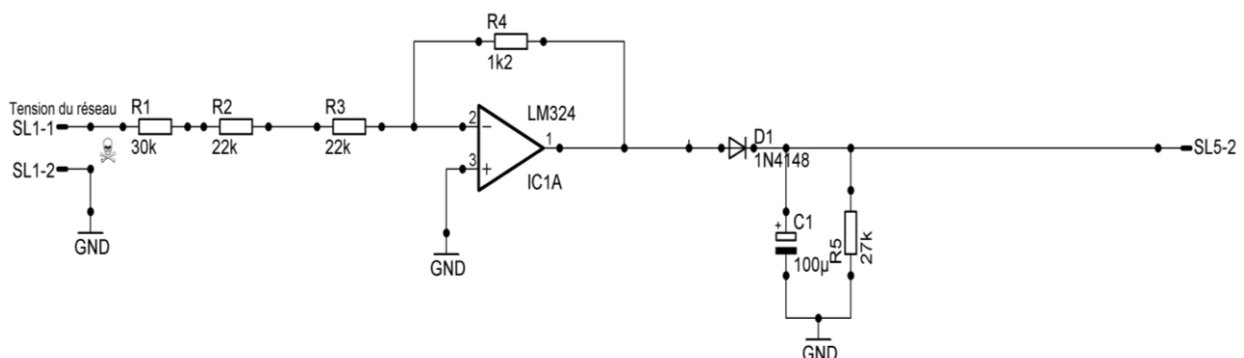 R4
1k2
Tension du réseau
SL1-1
R1
30k
R2
22k
R3
22k
2
LM324
1
3
IC1A
SL1-2
GND
GND
D1
1N4148
SL5-2
+
C1
100µ
R5
27k
GND